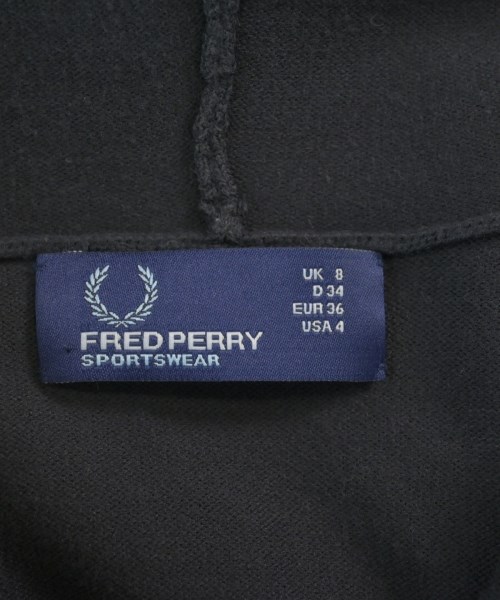 FRED PERRY
SPORTSWEAR
UK 8
D 34
EUR 36
USA 4